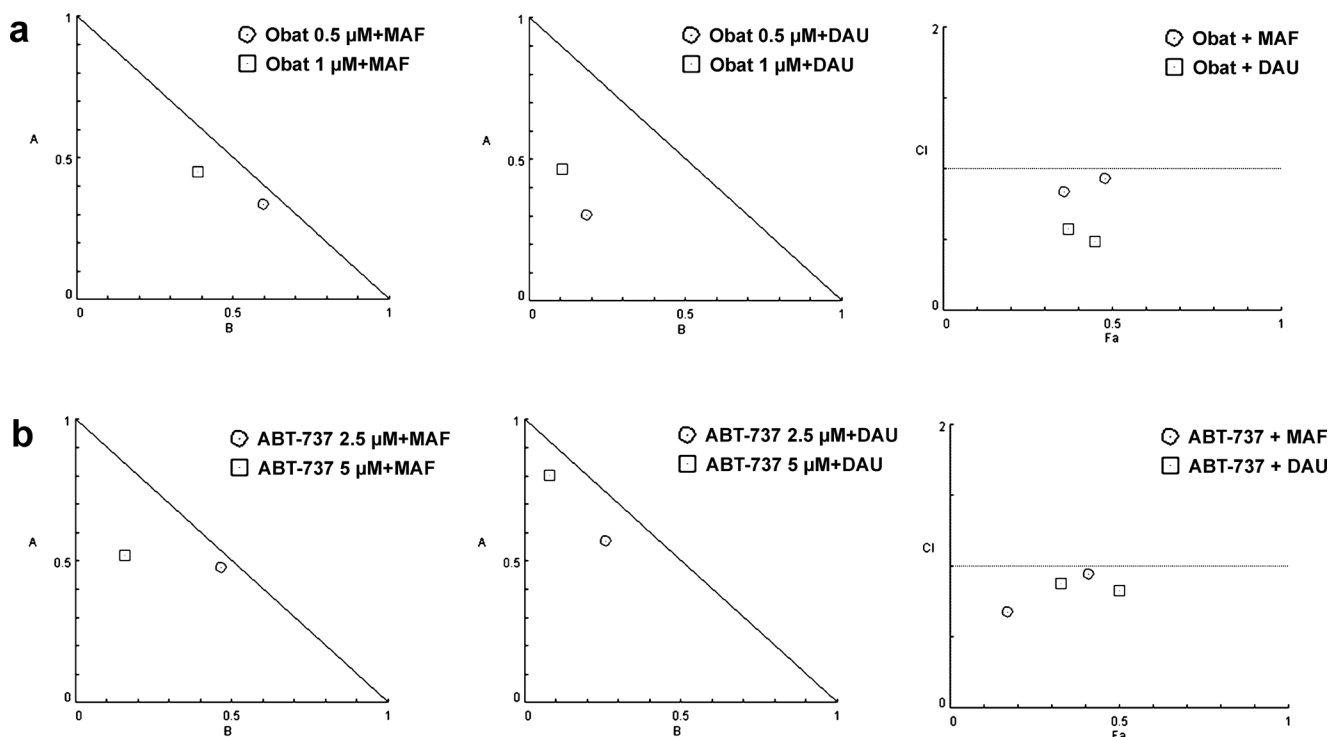 a
1
A
0.5
0
0
0.5
B
1
Obat 0.5 µM+MAF
Obat 1 µM+MAF
1
A
0.5
0
0
0.5
B
1
Obat 0.5 µM+DAU
Obat 1 µM+DAU
2
CI
0
0
0.5
Fa
1
Obat + MAF
Obat + DAU
b
1
A
0.5
0
0
0.5
B
1
ABT-737 2.5 µM+MAF
ABT-737 5 µM+MAF
1
A
0.5
0
0
0.5
B
1
ABT-737 2.5 µM+DAU
ABT-737 5 µM+DAU
2
CI
0
0
0.5
Fa
1
ABT-737 + MAF
ABT-737 + DAU